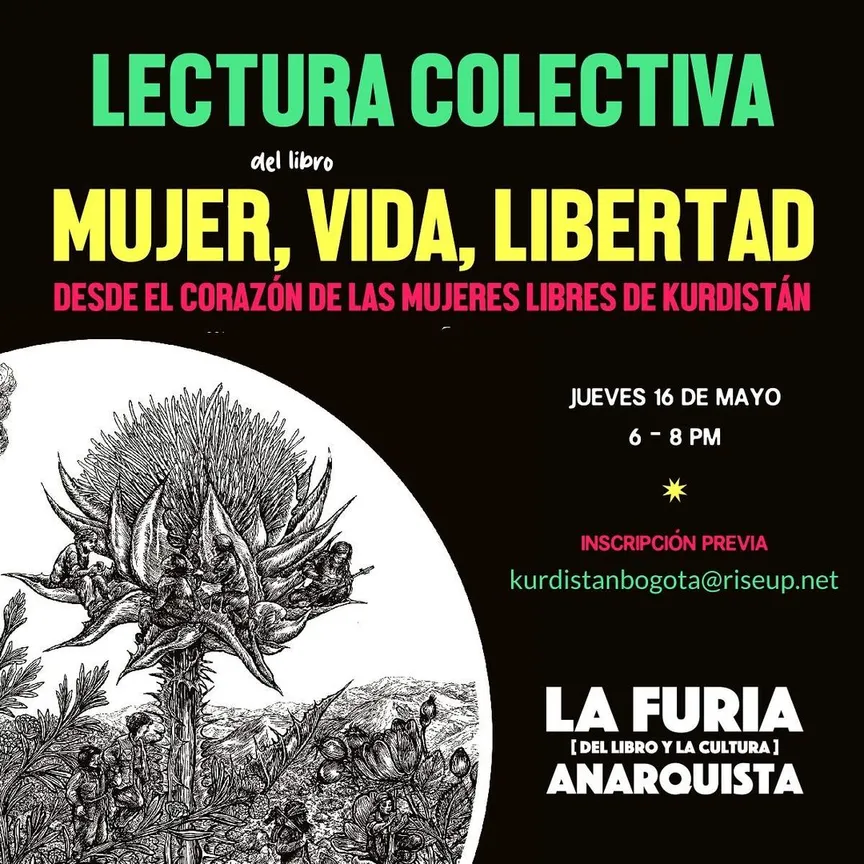 LECTURA COLECTIVA
del libro
MUJER, VIDA, LIBERTAD
DESDE EL CORAZÓN DE LAS MUJERES LIBRES DE KURDISTÁN
JUEVES 16 DE MAYO
6 - 8 PM
INSCRIPCIÓN PREVIA
kurdistanbogota@riseup.net
LA FURIA
[ DEL LIBRO Y LA CULTURA ]
ANARQUISTA